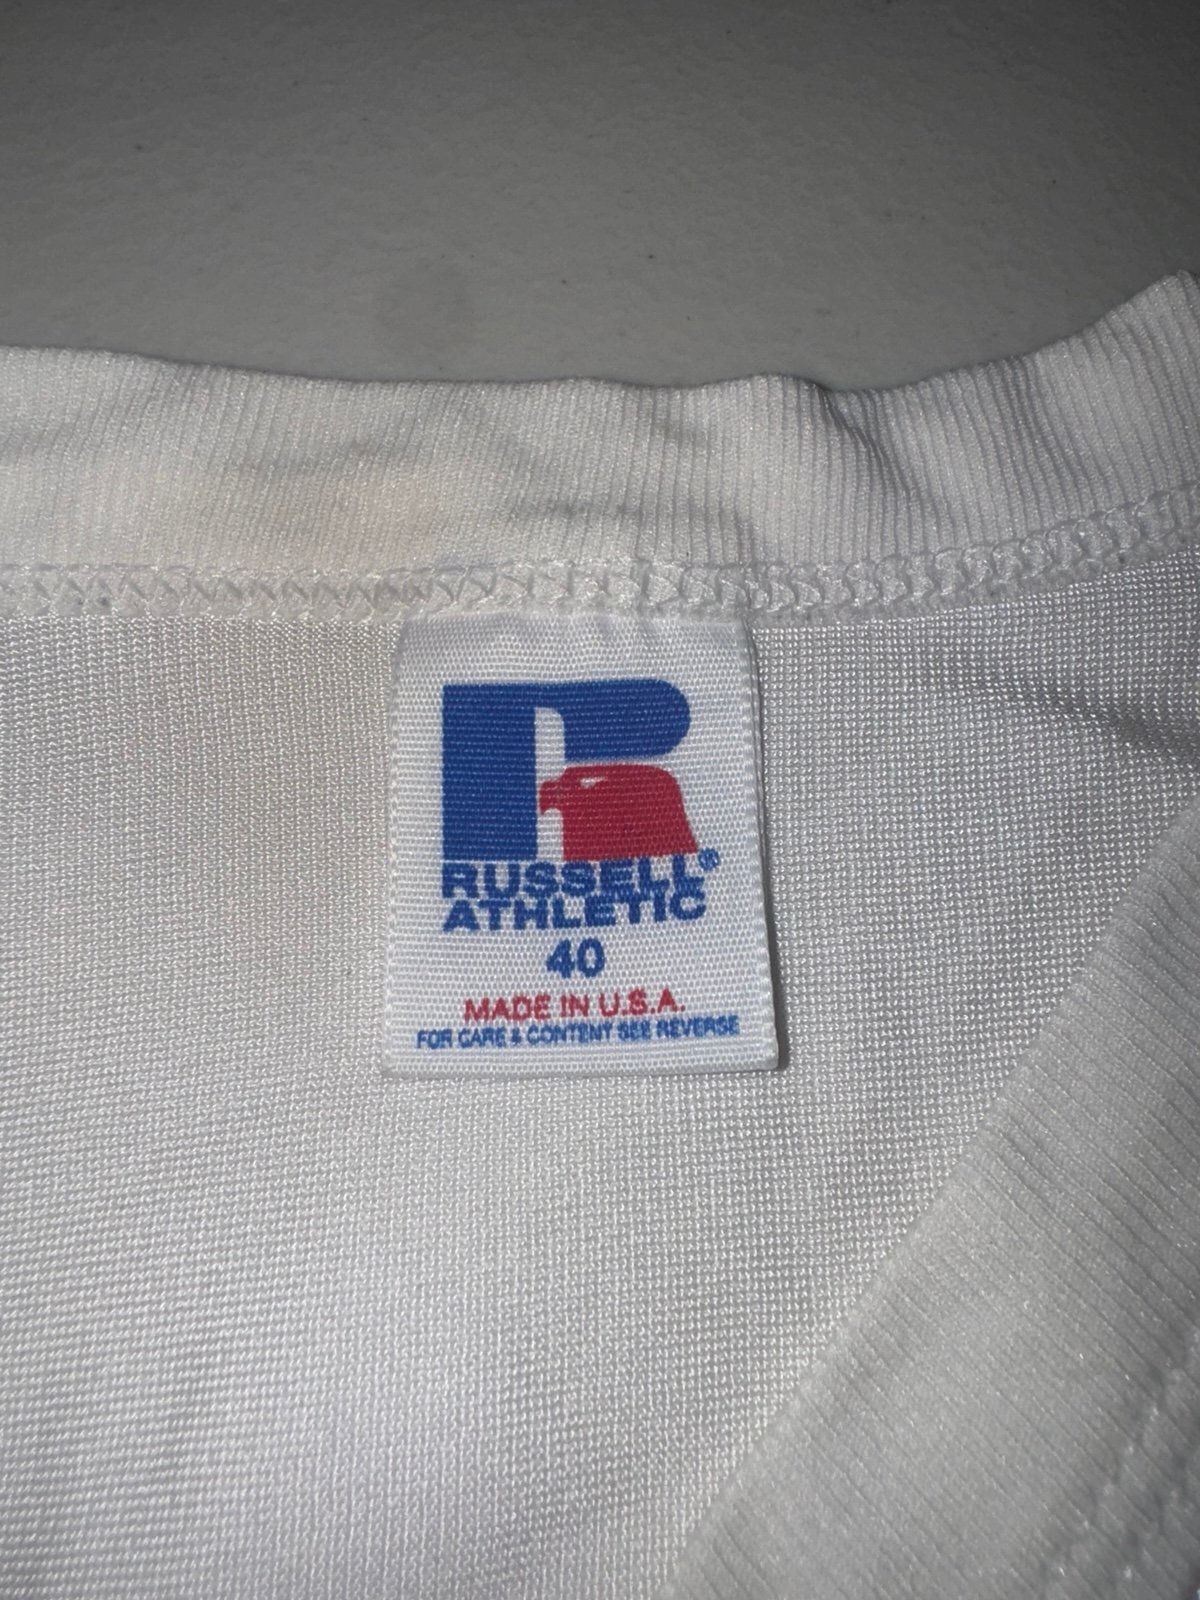 RUSSELL®
ATHLETIC
40
MADE IN U.S.A.
FOR CARE & CONTENT SEE REVERSE